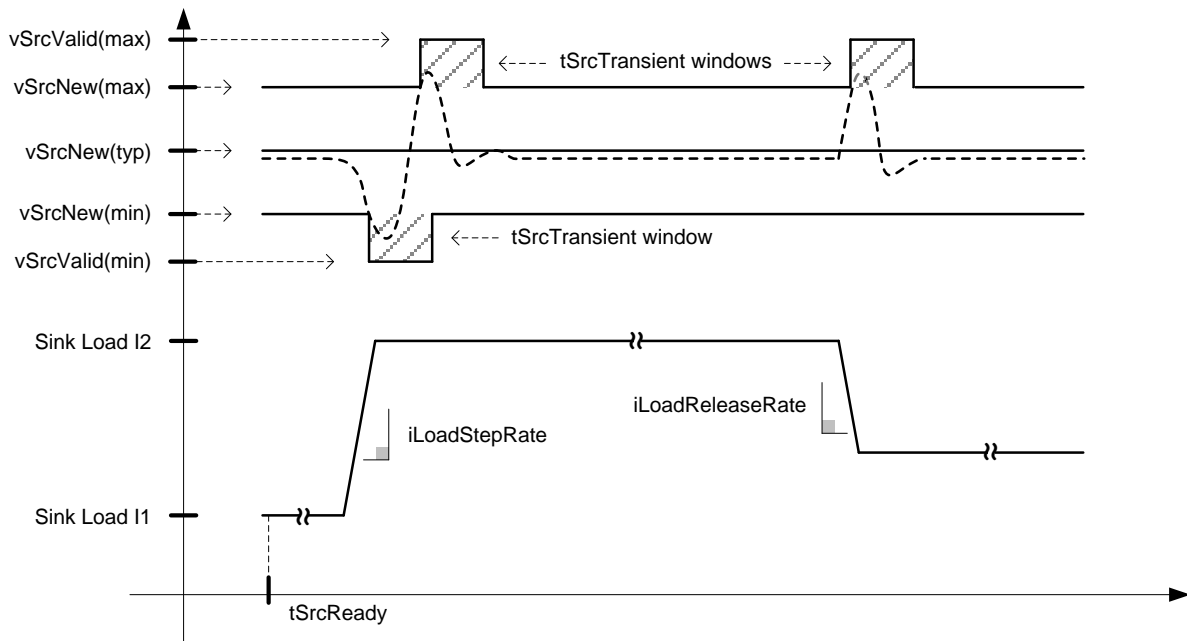 vSrcValid(max)
tSrcTransient windows
vSrcNew(max)
vSrcNew(typ)
vSrcNew(min)
tSrcTransient window
vSrcValid(min)
Sink Load I2
iLoadReleaseRate
iLoadStepRate
Sink Load I1
tSrcReady